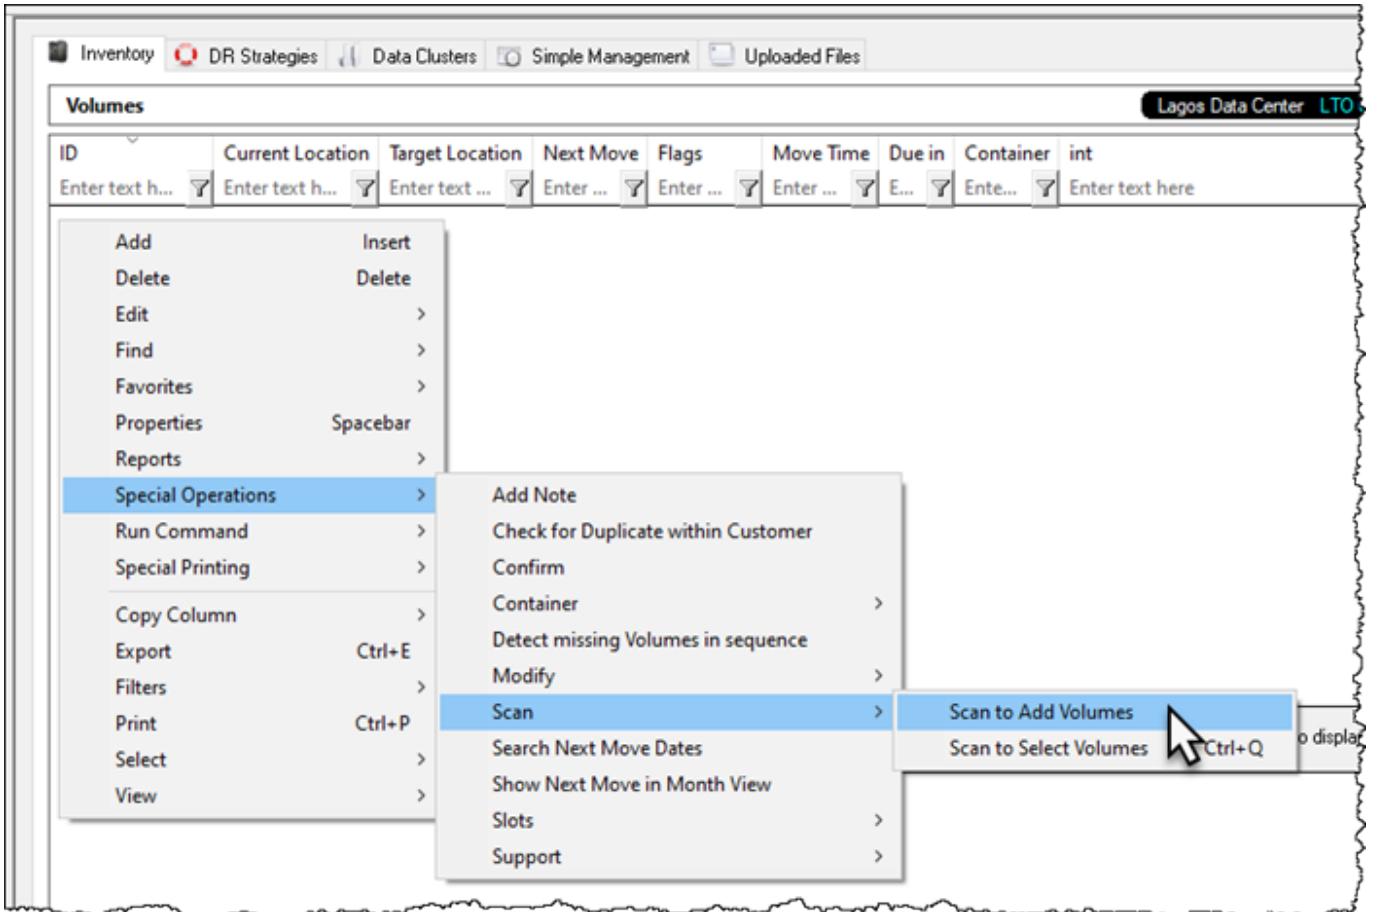 Inventory DR Strategies Data Clusters Simple Management Uploaded Files
Volumes Lagos Data Center LTO
ID Current Location Target Location Next Move Flags Move Time Due in Container int
Enter text h... Enter text h... Enter text ... Enter ... Enter ... Enter ... E... Ente... Enter text here
Add Insert
Delete Delete
Edit
Find
Favorites
Properties Spacebar
Reports
Special Operations
Run Command
Special Printing
Copy Column
Export Ctrl+E
Filters
Print Ctrl+P
Select
View
Add Note
Check for Duplicate within Customer
Confirm
Container
Detect missing Volumes in sequence
Modify
Scan
Search Next Move Dates
Show Next Move in Month View
Slots
Support
Scan to Add Volumes
Scan to Select Volumes Ctrl+Q